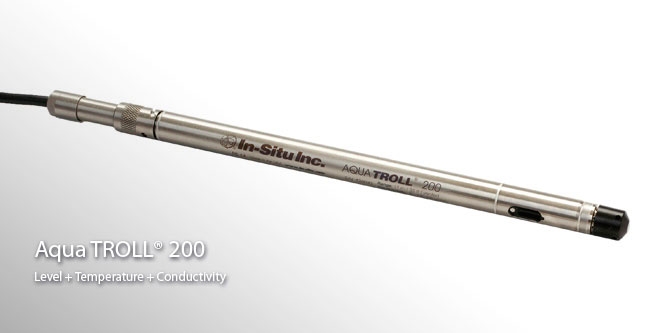 In-Situ Inc.
AQUA TROLL® 200
Aqua TROLL® 200
Level + Temperature + Conductivity